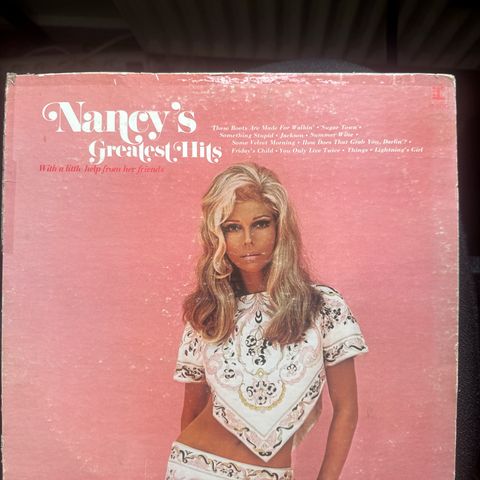 Nancy's
Greatest Hits
With a little help from her friends
These Boots Are Made For Walkin' • Sugar Town •
Something Stupid • Jackson • Summer Wine •
Some Velvet Morning • How Does That Grab You, Darlin'? •
Friday's Child • You Only Live Twice • Things • Lightning's Girl